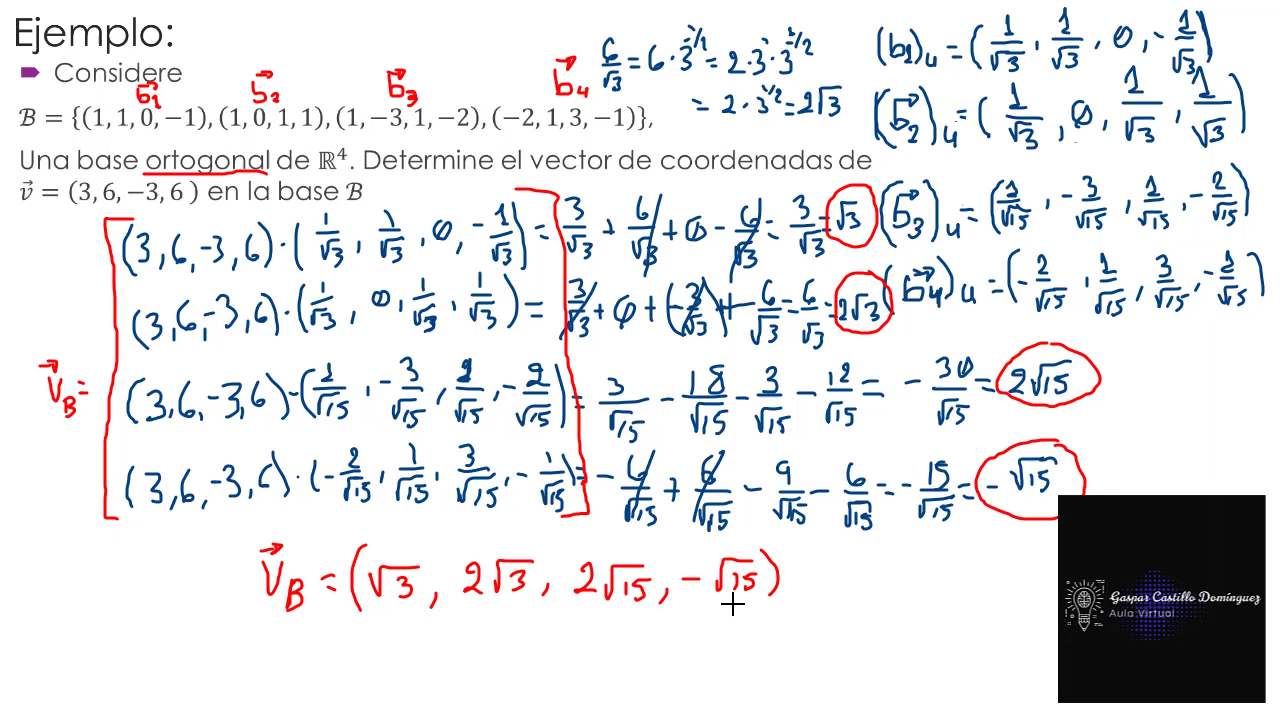 Ejemplo:
Considere
b⃗₁ b⃗₂ b⃗₃ b⃗₄
ℬ = {(1, 1, 0, −1), (1, 0, 1, 1), (1, −3, 1, −2), (−2, 1, 3, −1)},
Una base ortogonal de ℝ⁴. Determine el vector de coordenadas de
v⃗ = (3, 6, −3, 6 ) en la base ℬ
6/√3 = 6·3^(-1/2) = 2·3·3^(-1/2)
= 2·3^(1/2) = 2√3
(b₁)ᵤ = (1/√3, 1/√3, 0, -1/√3)
(b⃗₂)ᵤ = (1/√3, 0, 1/√3, 1/√3)
(b⃗₃)ᵤ = (1/√15, -3/√15, 1/√15, -2/√15)
(b⃗₄)ᵤ = (-2/√15, 1/√15, 3/√15, -1/√15)
(3,6,-3,6)·(1/√3, 1/√3, 0, -1/√3) = 3/√3 + 6/√3 + 0 - 6/√3 = 3/√3 = √3
(3,6,-3,6)·(1/√3, 0, 1/√3, 1/√3) = 3/√3 + 0 + (-3/√3) + 6/√3 = 6/√3 = 2√3
V⃗_B =
(3,6,-3,6)·(1/√15, -3/√15, 1/√15, -2/√15) = 3/√15 - 18/√15 - 3/√15 - 12/√15 = -30/√15 = 2√15
(3,6,-3,6)·(-2/√15, 1/√15, 3/√15, -1/√15) = -6/√15 + 6/√15 - 9/√15 - 6/√15 = -15/√15 = -√15
V⃗_B = (√3, 2√3, 2√15, -√15)
Gaspar Castillo Domínguez
Aula Virtual